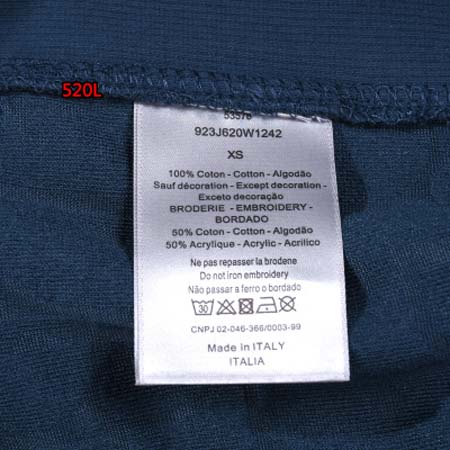 520L
53578
923J620W1242
XS
100% Coton - Cotton - Algodão
Sauf décoration - Except decoration -
Exceto decoração
BRODERIE - EMBROIDERY -
BORDADO
50% Coton - Cotton - Algodão
50% Acrylique - Acrylic - Acrilico
Ne pas repasser la brodene
Do not iron embroidery
Não passar a ferro o bordado
30
CNPJ 02-046-366/0003-99
Made in ITALY
ITALIA